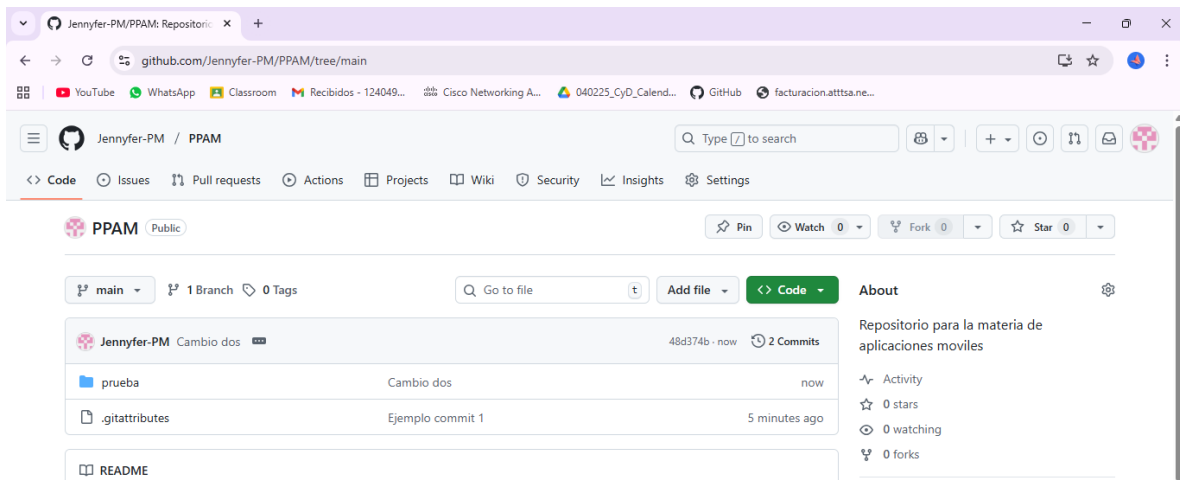 Jennyfer-PM/PPAM: Repositorio
github.com/Jennyfer-PM/PPAM/tree/main
YouTube WhatsApp Classroom Recibidos - 124049... Cisco Networking A... 040225_CyD_Calend... GitHub facturacion.atttsa.ne...
Jennyfer-PM / PPAM Type / to search
Code Issues Pull requests Actions Projects Wiki Security Insights Settings
PPAM Public Pin Watch 0 Fork 0 Star 0
main 1 Branch 0 Tags Go to file t Add file Code About
Repositorio para la materia de
aplicaciones moviles
Jennyfer-PM Cambio dos 48d374b · now 2 Commits
prueba Cambio dos now
.gitattributes Ejemplo commit 1 5 minutes ago
Activity
0 stars
0 watching
0 forks
README